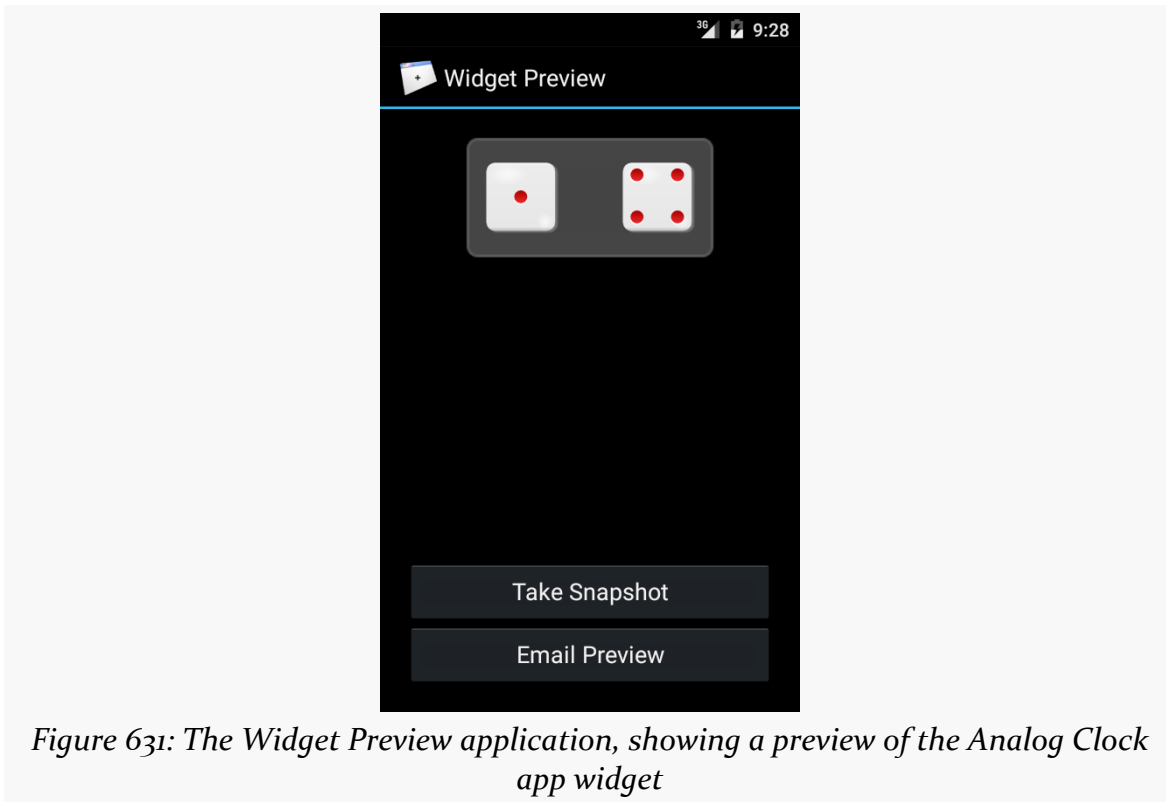 3G 9:28
Widget Preview
Take Snapshot
Email Preview
Figure 631: The Widget Preview application, showing a preview of the Analog Clock
app widget